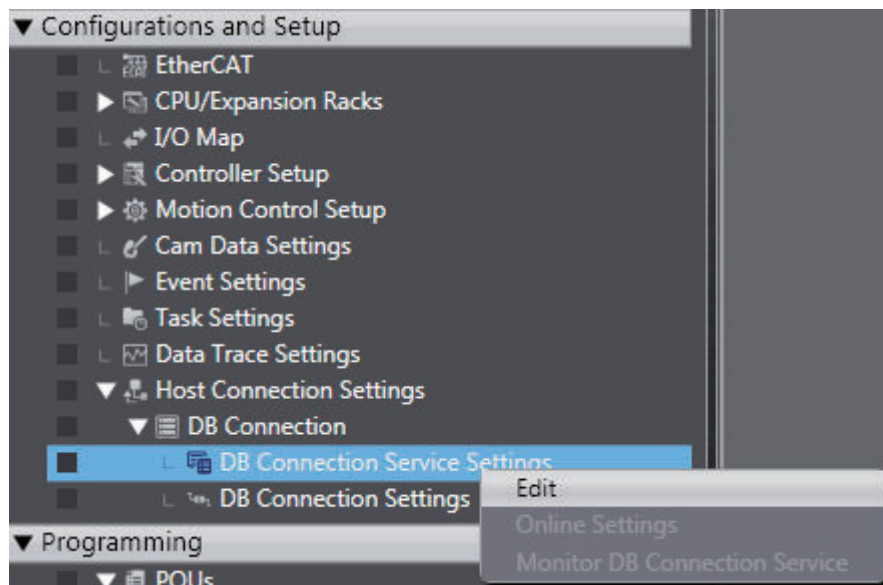 Configurations and Setup
EtherCAT
CPU/Expansion Racks
I/O Map
Controller Setup
Motion Control Setup
Cam Data Settings
Event Settings
Task Settings
Data Trace Settings
Host Connection Settings
DB Connection
DB Connection Service Settings
Edit
DB Connection Settings
Online Settings
Programming
Monitor DB Connection Service
POUs